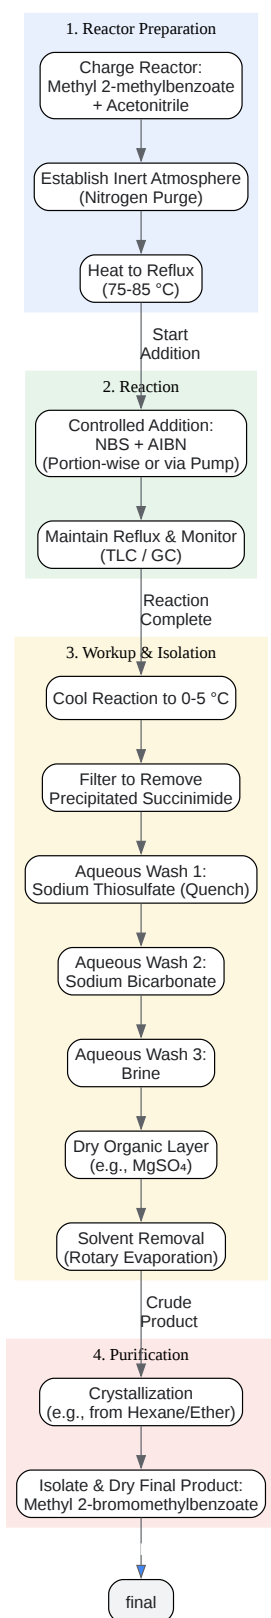 1. Reactor Preparation
Charge Reactor:
Methyl 2-methylbenzoate
+ Acetonitrile
Establish Inert Atmosphere
(Nitrogen Purge)
Heat to Reflux
(75-85 °C)
Start
Addition
2. Reaction
Controlled Addition:
NBS + AIBN
(Portion-wise or via Pump)
Maintain Reflux & Monitor
(TLC / GC)
Reaction
Complete
3. Workup & Isolation
Cool Reaction to 0-5 °C
Filter to Remove
Precipitated Succinimide
Aqueous Wash 1:
Sodium Thiosulfate (Quench)
Aqueous Wash 2:
Sodium Bicarbonate
Aqueous Wash 3:
Brine
Dry Organic Layer
(e.g., MgSO₄)
Solvent Removal
(Rotary Evaporation)
Crude
Product
4. Purification
Crystallization
(e.g., from Hexane/Ether)
Isolate & Dry Final Product:
Methyl 2-bromomethylbenzoate
final